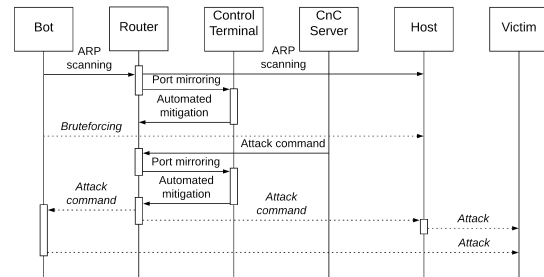 Bot
Router
Control
Terminal
CnC
Server
Host
Victim
ARP
scanning
ARP
scanning
Port mirroring
Automated
mitigation
Bruteforcing
Attack command
Port mirroring
Automated
mitigation
Attack
command
Attack
command
Attack
Attack